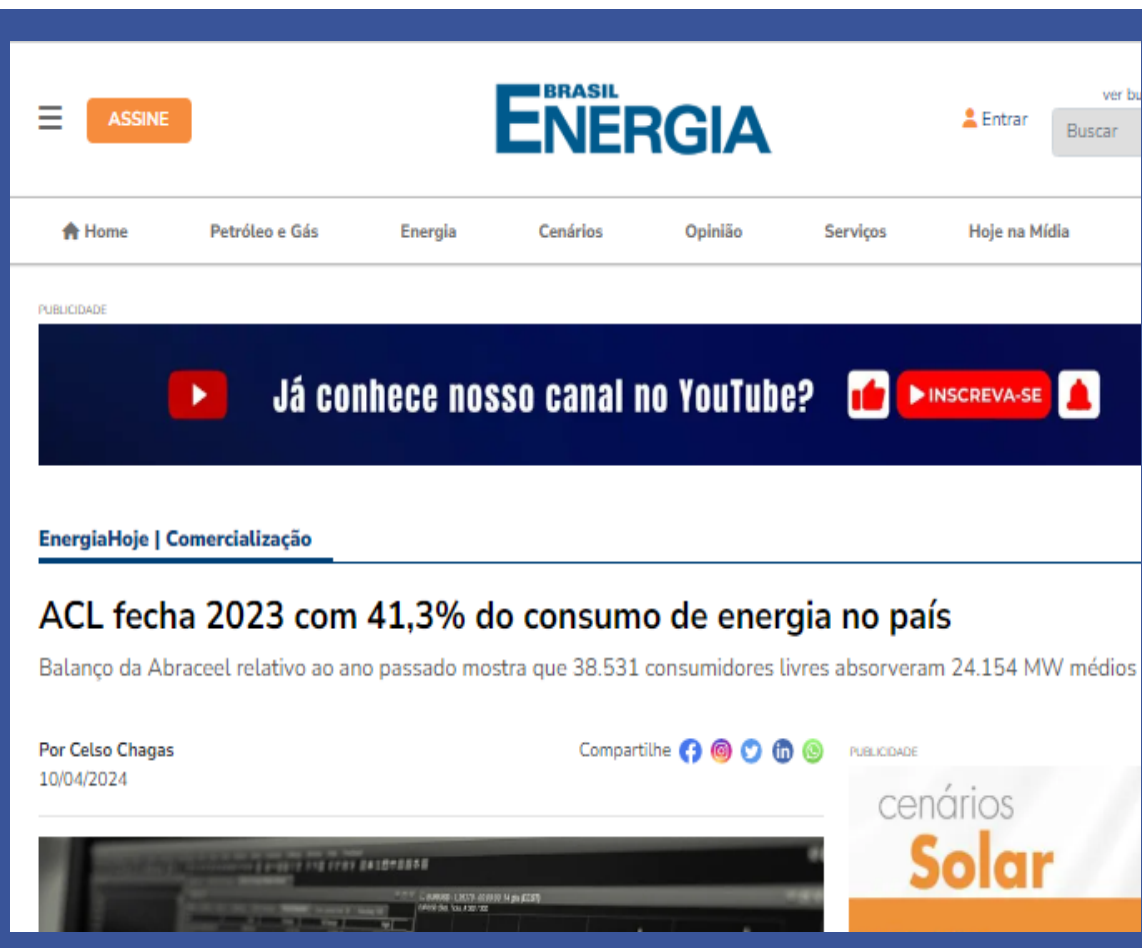 ASSINE
BRASIL
ENERGIA
Entrar
ver bu
Buscar
Home Petróleo e Gás Energia Cenários Opinião Serviços Hoje na Mídia
PUBLICIDADE
Já conhece nosso canal no YouTube? INSCREVA-SE
EnergiaHoje | Comercialização
ACL fecha 2023 com 41,3% do consumo de energia no país
Balanço da Abraceel relativo ao ano passado mostra que 38.531 consumidores livres absorveram 24.154 MW médios
Por Celso Chagas
10/04/2024
Compartilhe
PUBLICIDADE
cenários
Solar